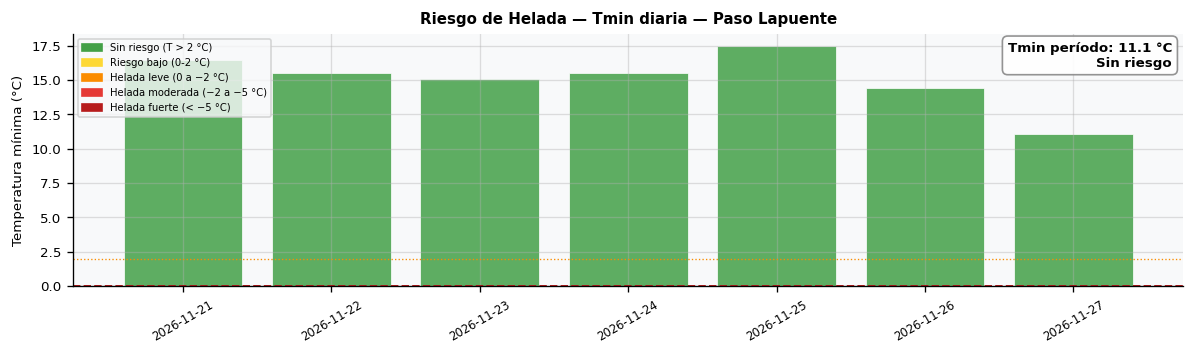 Riesgo de Helada — Tmin diaria — Paso Lapuente
Temperatura mínima (°C)
17.5
15.0
12.5
10.0
7.5
5.0
2.5
0.0
Sin riesgo (T > 2 °C)
Riesgo bajo (0-2 °C)
Helada leve (0 a −2 °C)
Helada moderada (−2 a −5 °C)
Helada fuerte (< −5 °C)
Tmin período: 11.1 °C
Sin riesgo
2026-11-21
2026-11-22
2026-11-23
2026-11-24
2026-11-25
2026-11-26
2026-11-27